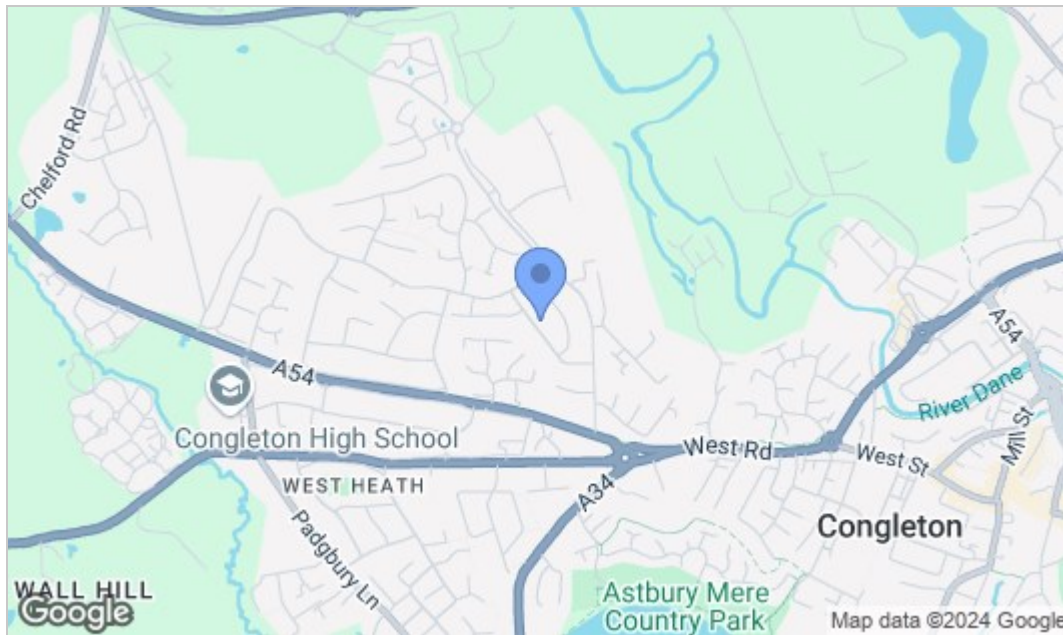 Chelford Rd
A54
A54
River Dane
Mill St
Congleton High School
West Rd
West St
WEST HEATH
A34
Padgbury Ln
Congleton
WALL HILL
Astbury Mere
Country Park
Google
Map data ©2024 Google